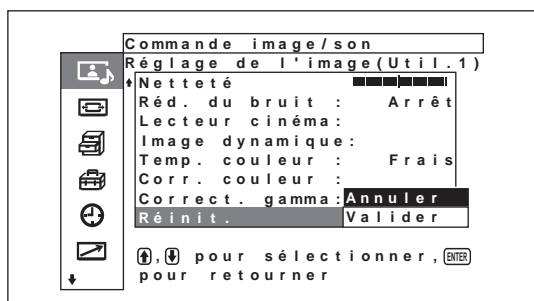 Commande image/son
Réglage de l'image(Util.1)
Netteté
Réd. du bruit : Arrêt
Lecteur cinéma:
Image dynamique:
Temp. couleur : Frais
Corr. couleur :
Correct. gamma: Annuler
Réinit. Valider
, pour sélectionner, ENTER
pour retourner